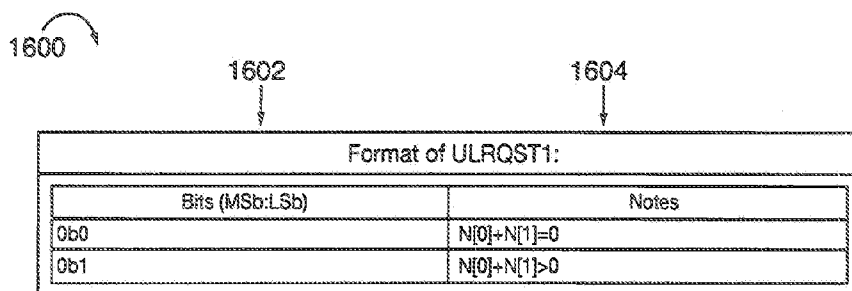 1600
1602 1604
Format of ULRQST1:
Bits (MSb:LSb) Notes
0b0 N[0]+N[1]=0
0b1 N[0]+N[1]>0